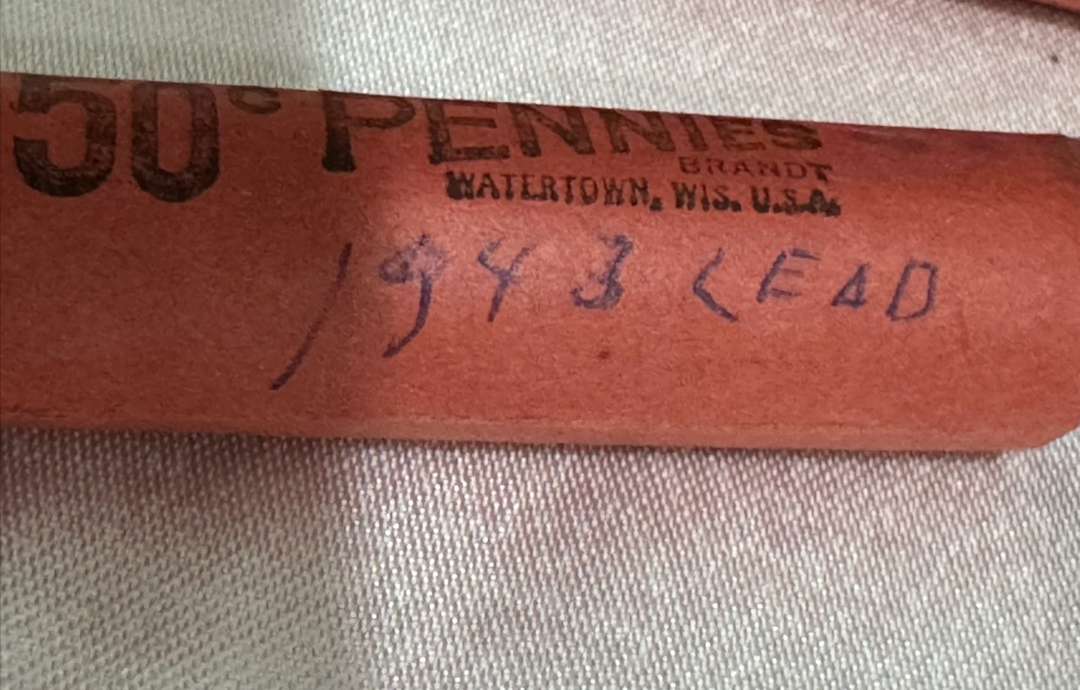 50¢ PENNIES
BRANDT
WATERTOWN, WIS. U.S.A.
1943 LEAD